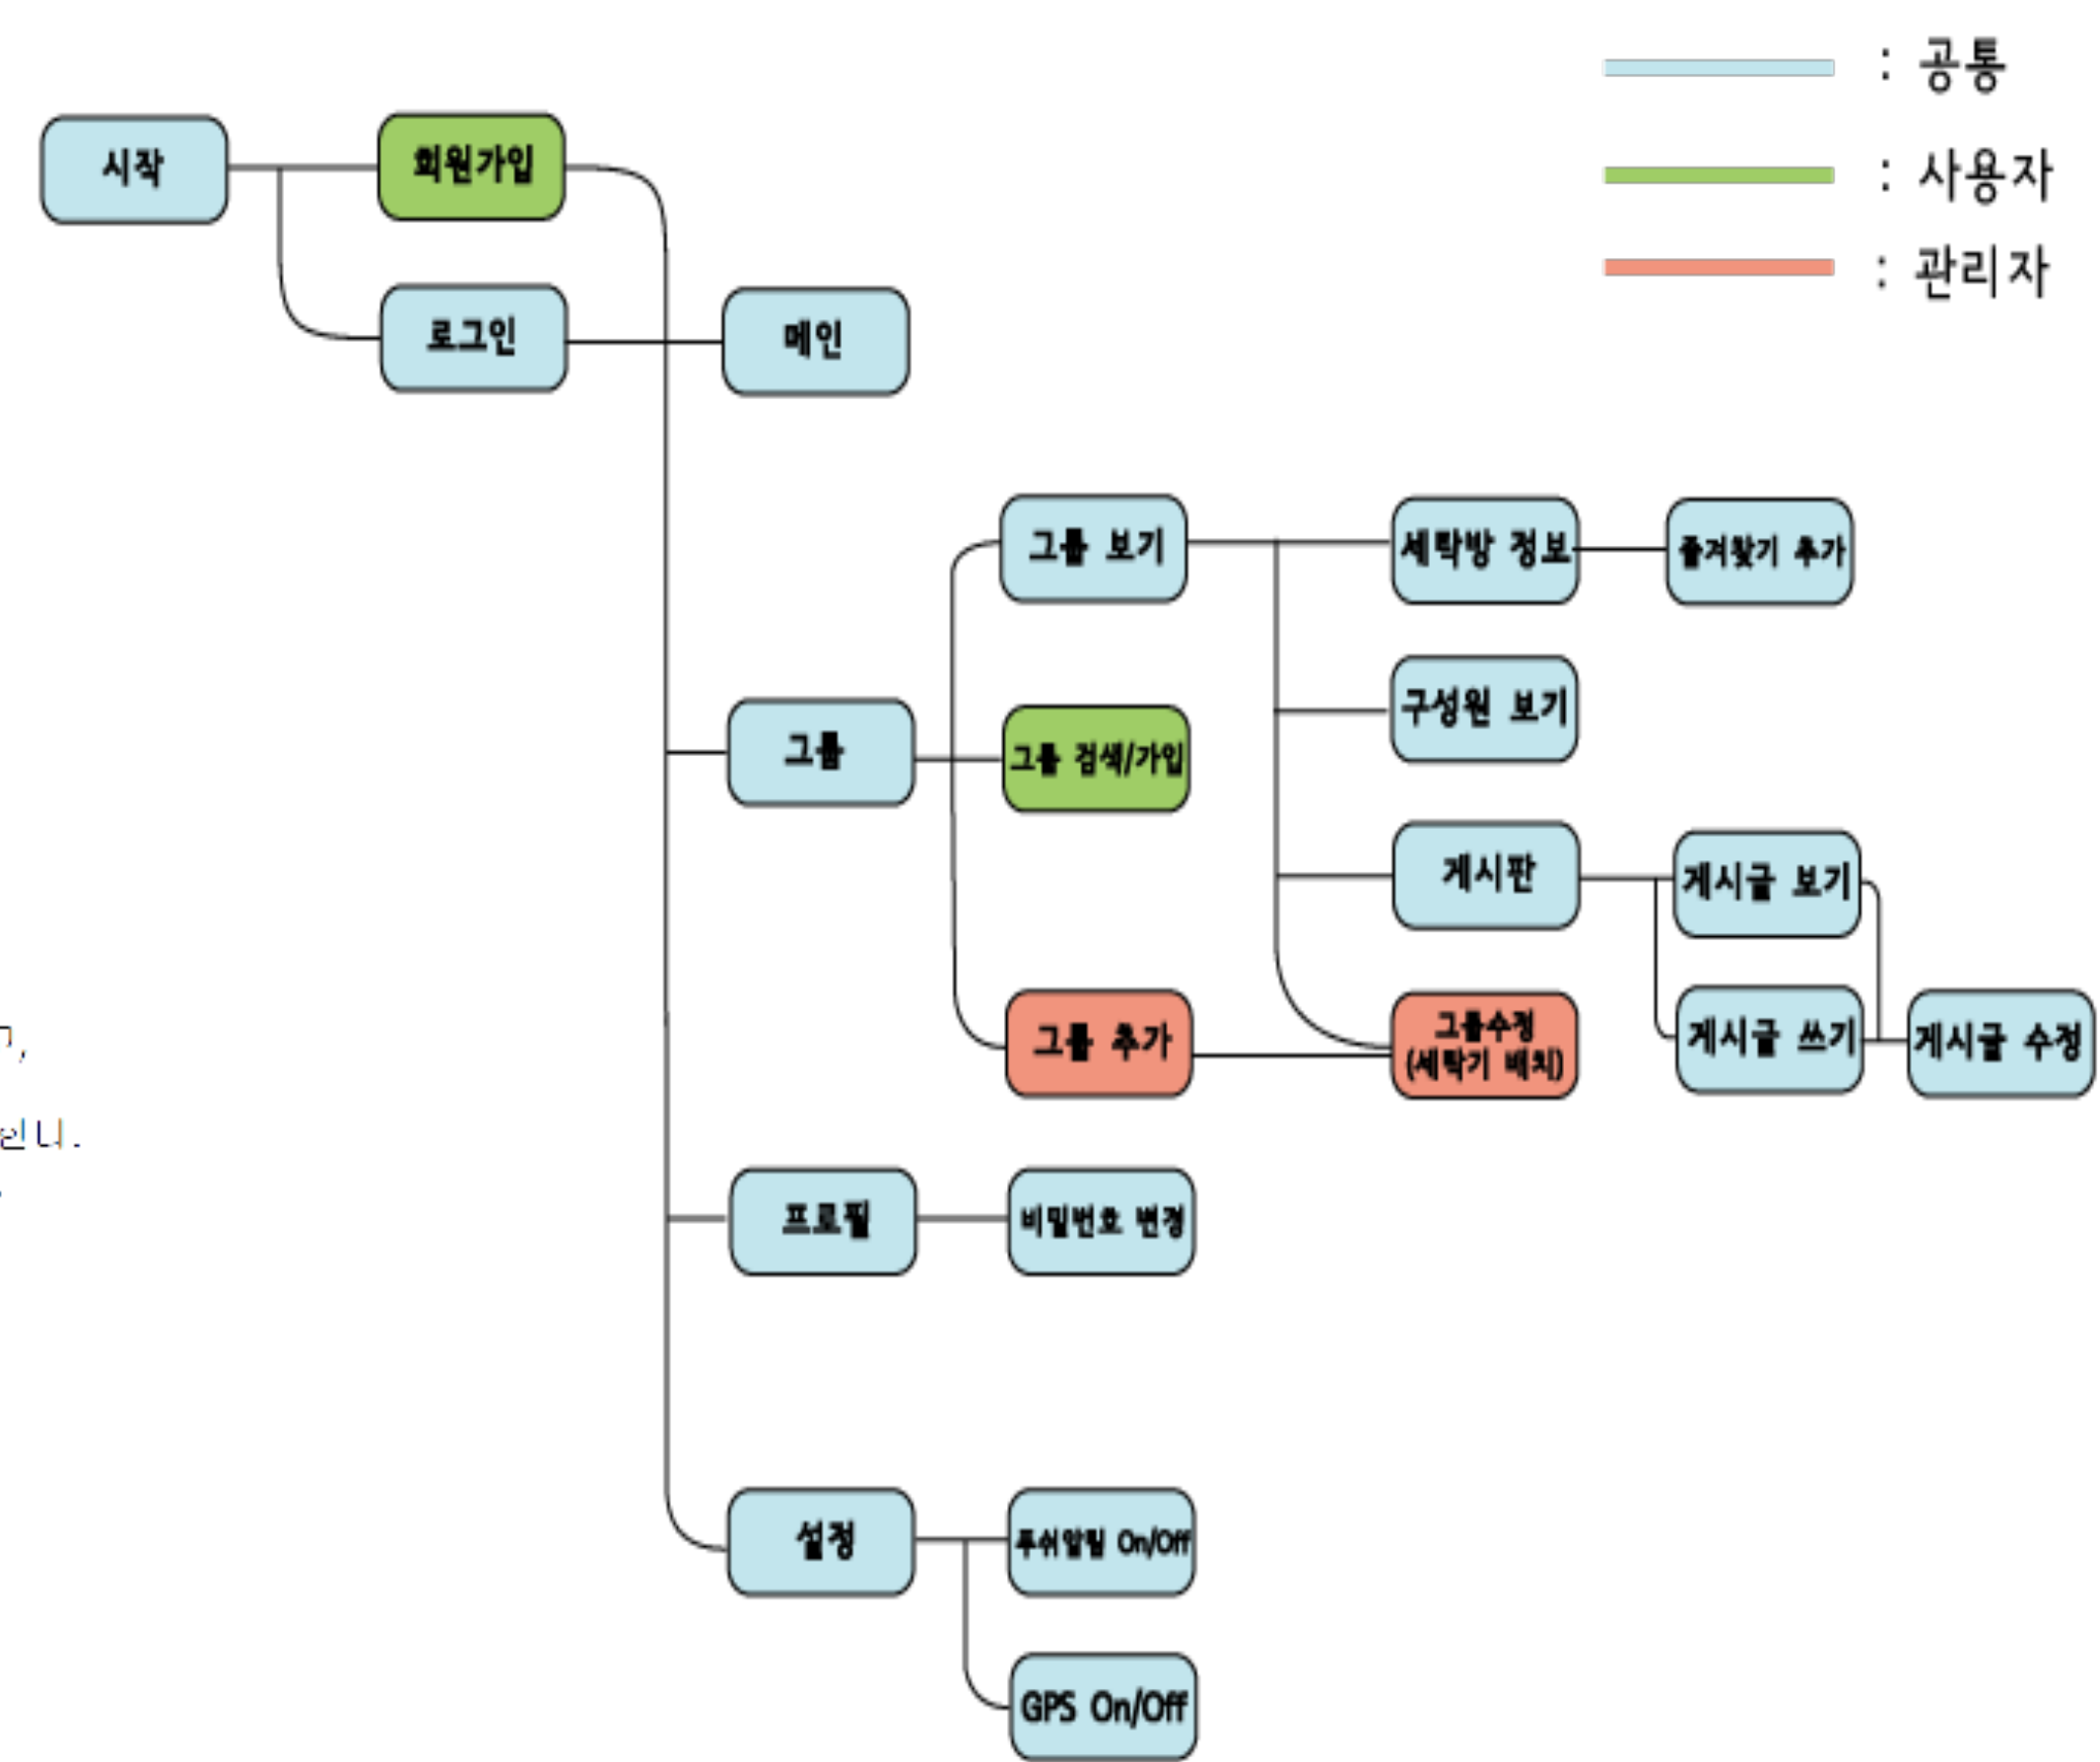 : 공통
: 사용자
: 관리자
시작
회원가입
로그인
메인
그룹
그룹 보기
그룹 검색/가입
그룹 추가
세탁방 정보
즐겨찾기 추가
구성원 보기
게시판
게시글 보기
게시글 쓰기
게시글 수정
그룹수정
(세탁기 배치)
프로필
비밀번호 변경
설정
푸쉬알림 On/Off
GPS On/Off